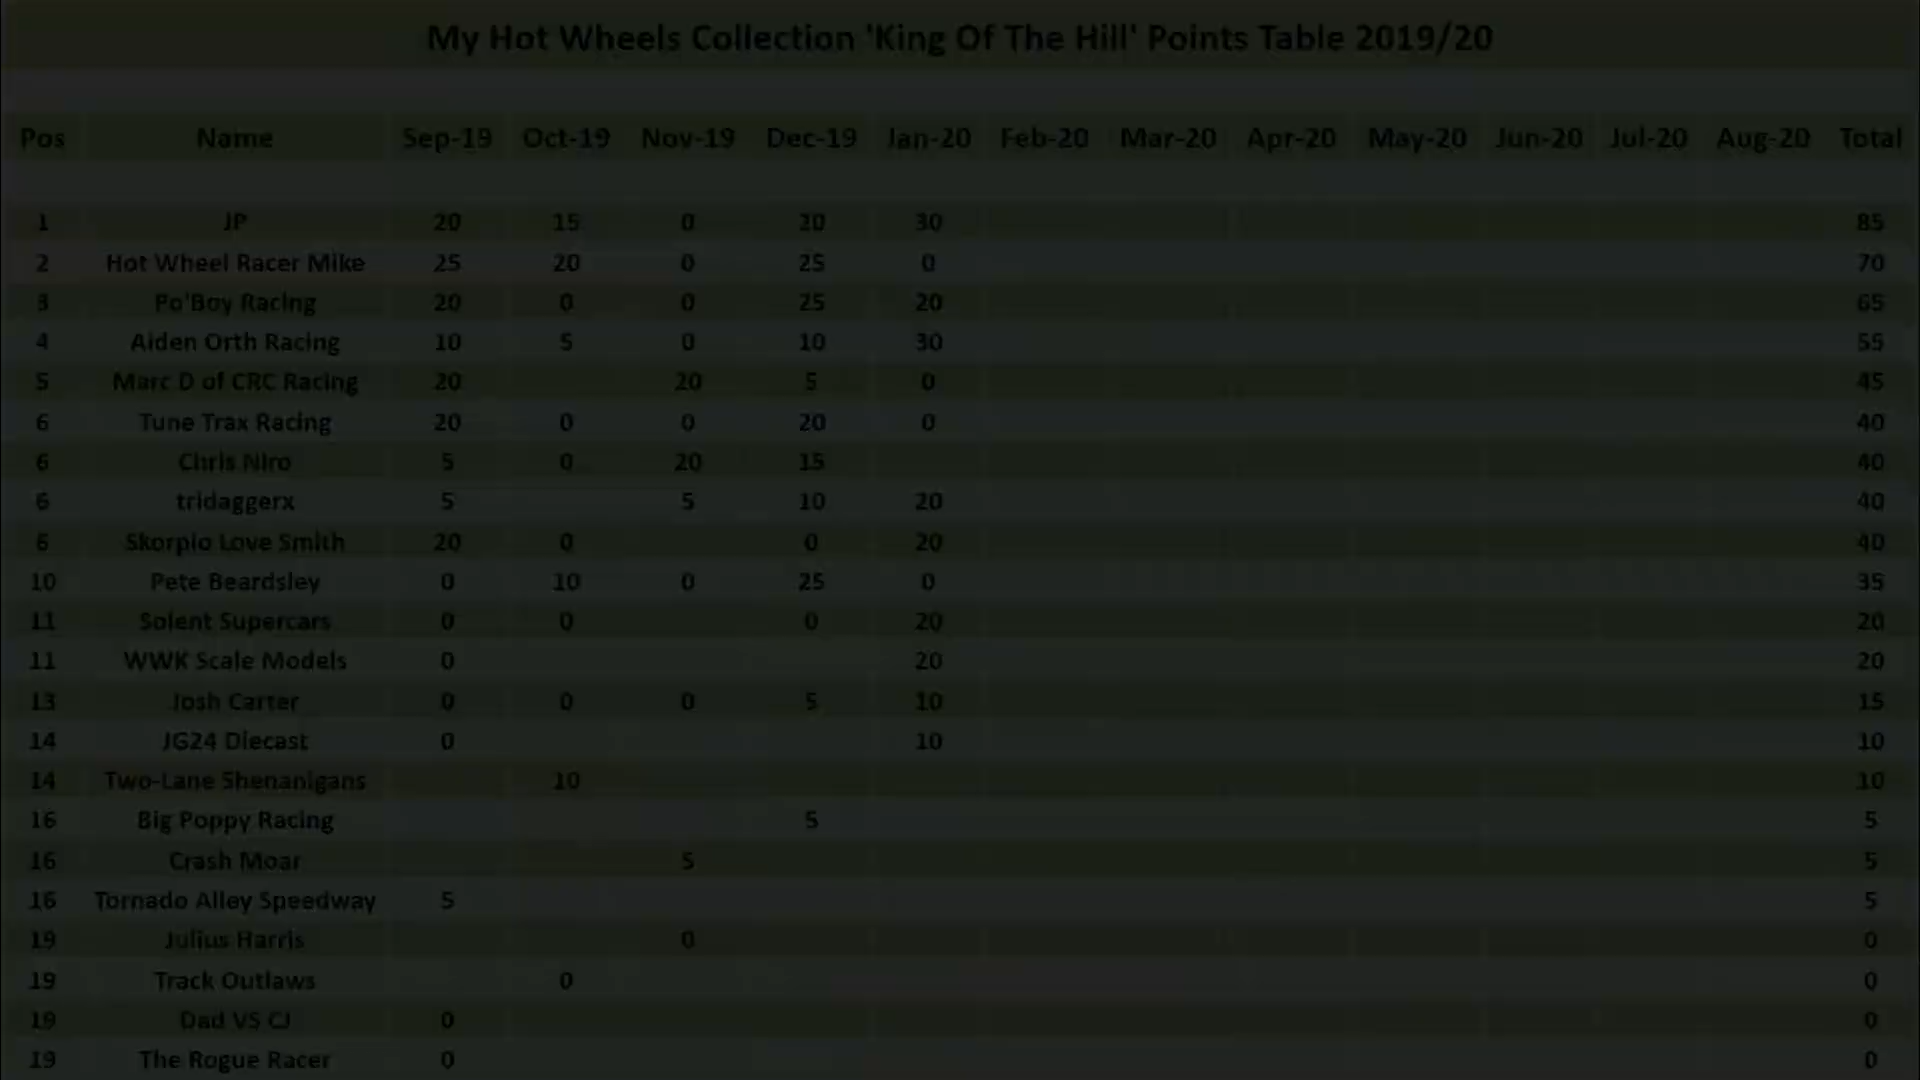 My Hot Wheels Collection 'King Of The Hill' Points Table 2019/20
Pos Name Sep-19 Oct-19 Nov-19 Dec-19 Jan-20 Feb-20 Mar-20 Apr-20 May-20 Jun-20 Jul-20 Aug-20 Total
1 JP 20 15 0 20 30 85
2 Hot Wheel Racer Mike 25 20 0 25 0 70
3 Po'Boy Racing 20 0 0 25 20 65
4 Aiden Orth Racing 10 5 0 10 30 55
5 Marc D of CRC Racing 20 20 5 0 45
6 Tune Trax Racing 20 0 0 20 0 40
6 Chris Niro 5 0 20 15 40
6 tridaggerx 5 5 10 20 40
6 Skorpio Love Smith 20 0 0 20 40
10 Pete Beardsley 0 10 0 25 0 35
11 Solent Supercars 0 0 0 20 20
11 WWK Scale Models 0 20 20
13 Josh Carter 0 0 0 5 10 15
14 JG24 Diecast 0 10 10
14 Two-Lane Shenanigans 10 10
16 Big Poppy Racing 5 5
16 Crash Moar 5 5
16 Tornado Alley Speedway 5 5
19 Julius Harris 0 0
19 Track Outlaws 0 0
19 Dad VS CJ 0 0
19 The Rogue Racer 0 0